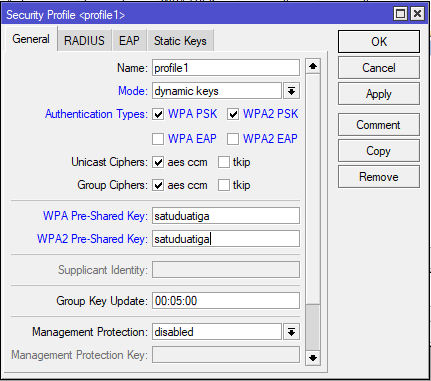 Security Profile <profile1>
General RADIUS EAP Static Keys
OK
Cancel
Apply
Comment
Copy
Remove
Name: profile1
Mode: dynamic keys
Authentication Types: WPA PSK WPA2 PSK
WPA EAP WPA2 EAP
Unicast Ciphers: aes ccm tkip
Group Ciphers: aes ccm tkip
WPA Pre-Shared Key: satuduatiga
WPA2 Pre-Shared Key: satuduatiga
Supplicant Identity:
Group Key Update: 00:05:00
Management Protection: disabled
Management Protection Key: